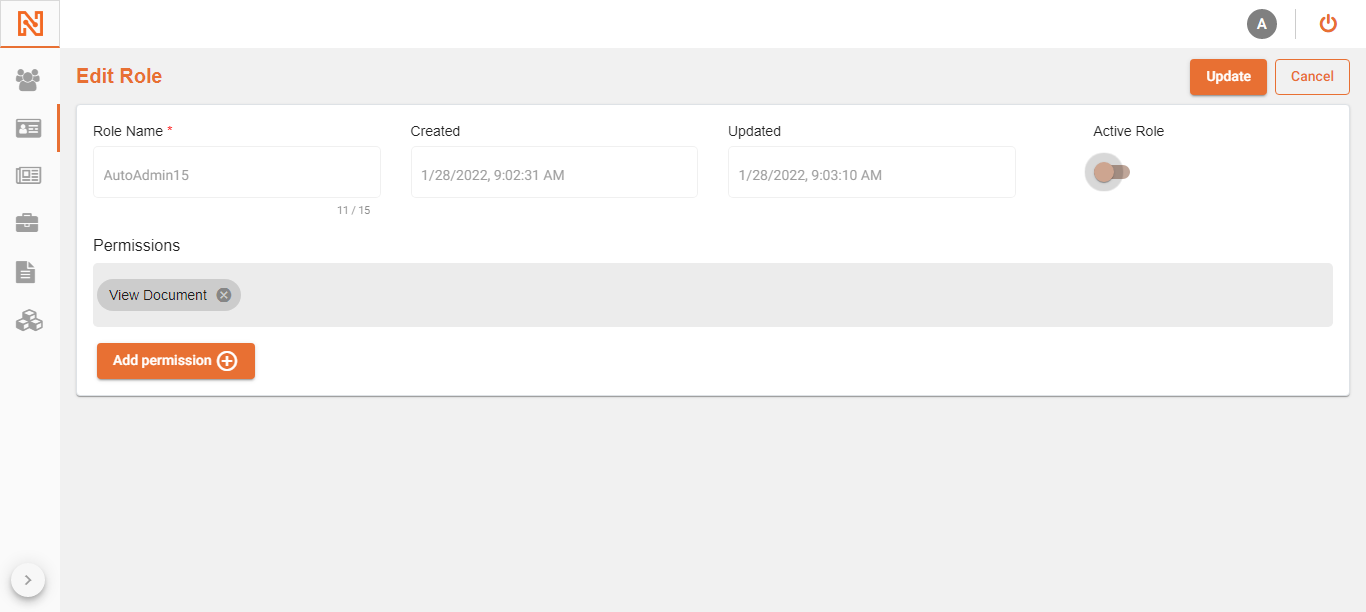 A
Edit Role
Update
Cancel
Role Name *
Created
Updated
Active Role
AutoAdmin15
1/28/2022, 9:02:31 AM
1/28/2022, 9:03:10 AM
11 / 15
Permissions
View Document
Add permission